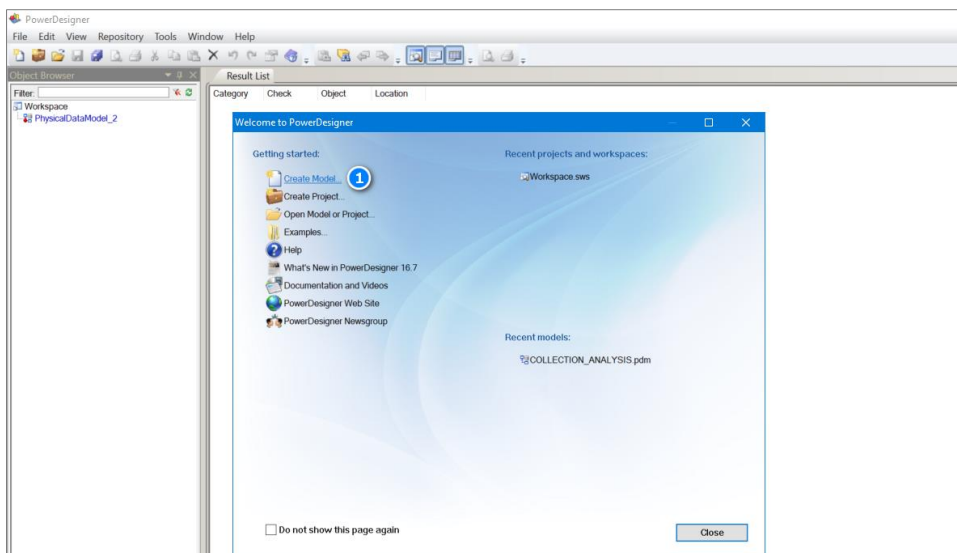 PowerDesigner
File Edit View Repository Tools Window Help
Object Browser
Result List
Filter:
Category Check Object Location
Workspace
PhysicalDataModel_2
Welcome to PowerDesigner
Getting started:
Recent projects and workspaces:
Create Model...
1
Workspace.sws
Create Project...
Open Model or Project...
Examples...
Help
What's New in PowerDesigner 16.7
Documentation and Videos
PowerDesigner Web Site
PowerDesigner Newsgroup
Recent models:
COLLECTION_ANALYSIS.pdm
Do not show this page again
Close